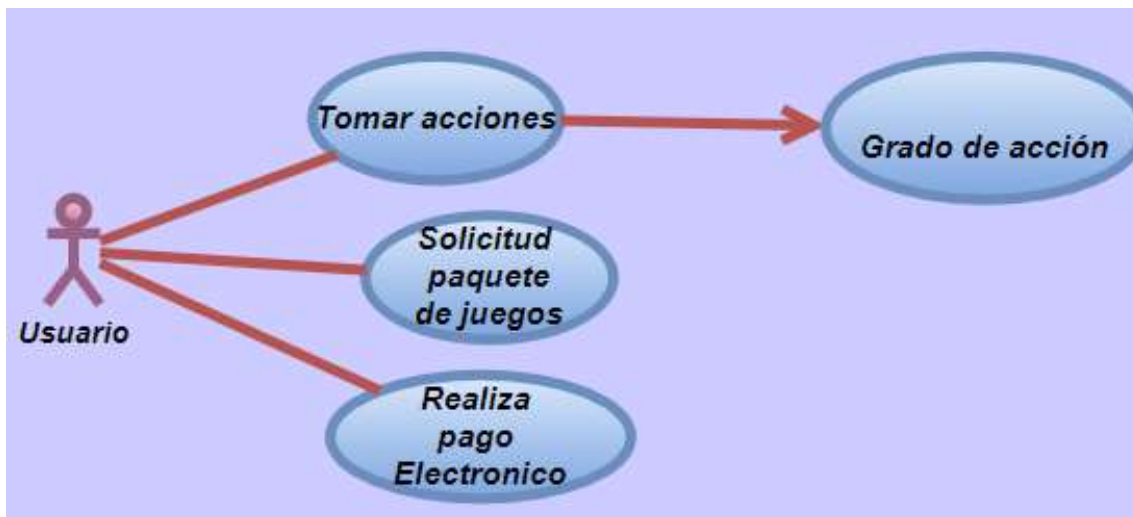 Tomar acciones
Grado de acción
Solicitud
paquete
de juegos
Usuario
Realiza
pago
Electronico